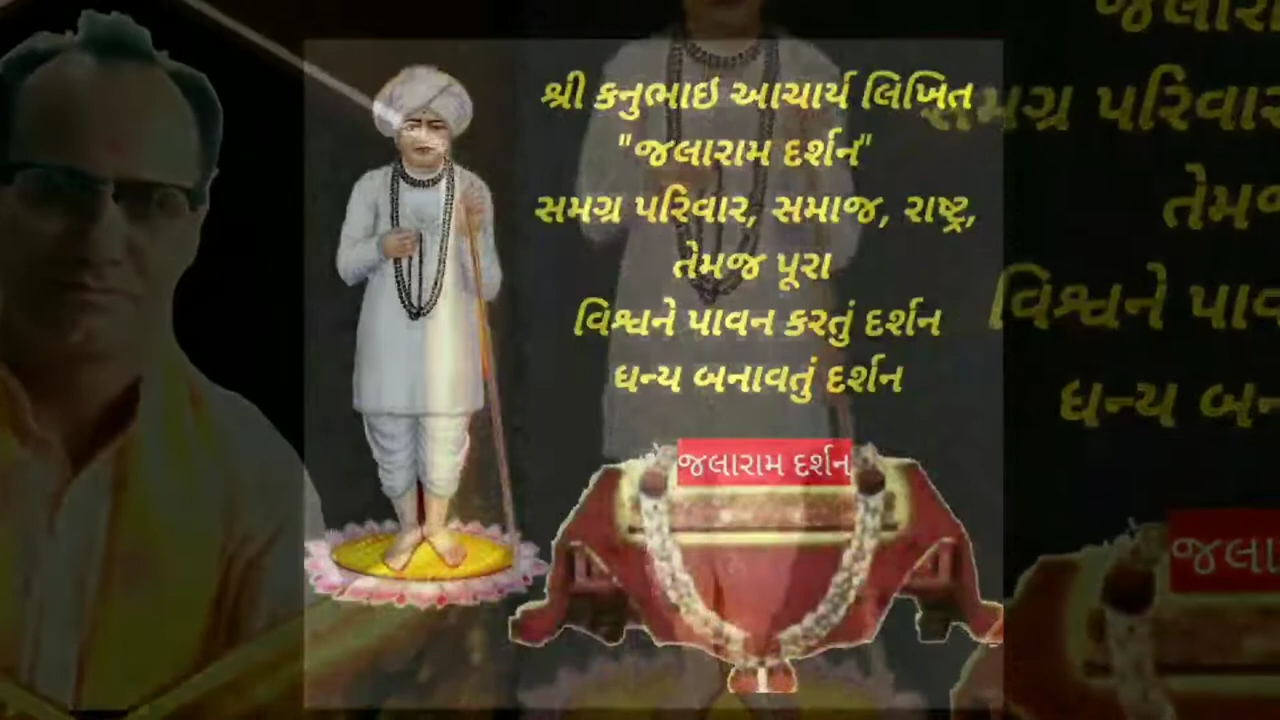 શ્રી કનુભાઇ આચાર્ય લિખિત
"જલારામ દર્શન"
સમગ્ર પરિવાર, સમાજ, રાષ્ટ્ર,
તેમજ પૂરા
વિશ્વને પાવન કરતું દર્શન
ધન્ય બનાવતું દર્શન
જલારામ દર્શન